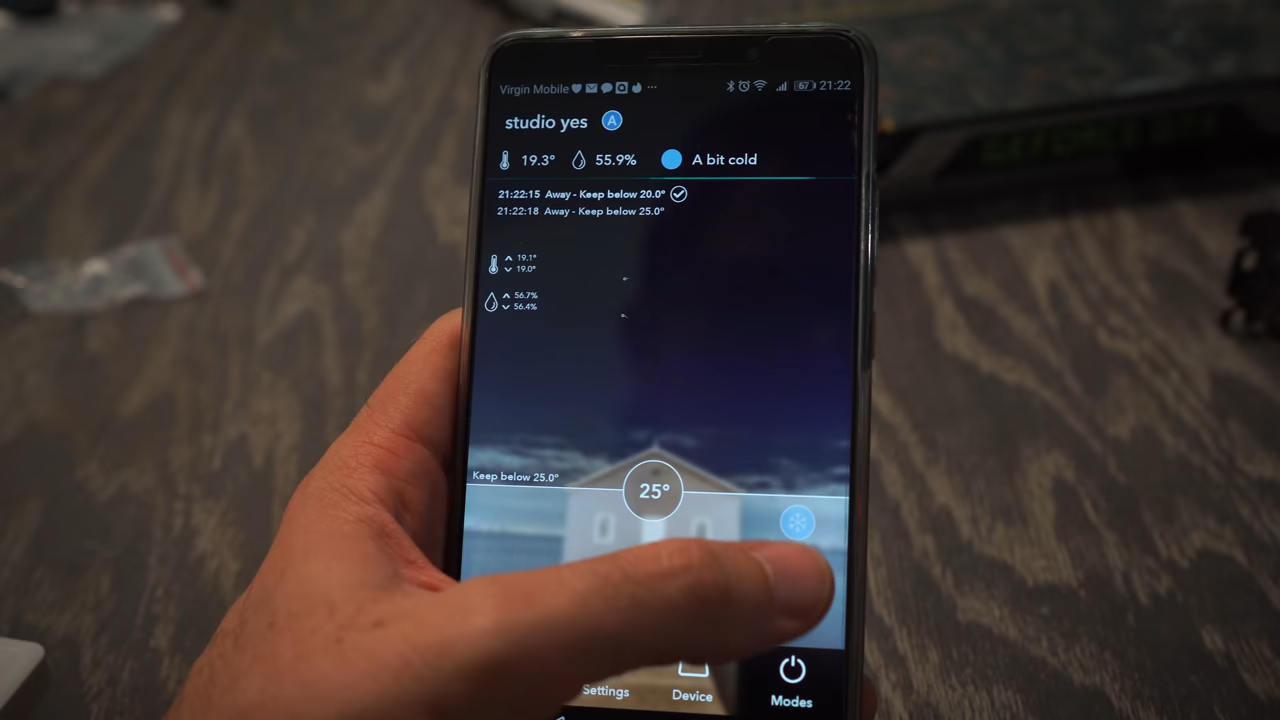 Virgin Mobile ... 67 21:22
studio yes A
19.3° 55.9% A bit cold
21:22:15 Away - Keep below 20.0°
21:22:18 Away - Keep below 25.0°
19.1°
19.0°
56.7%
56.4%
Keep below 25.0°
25°
Settings Device Modes